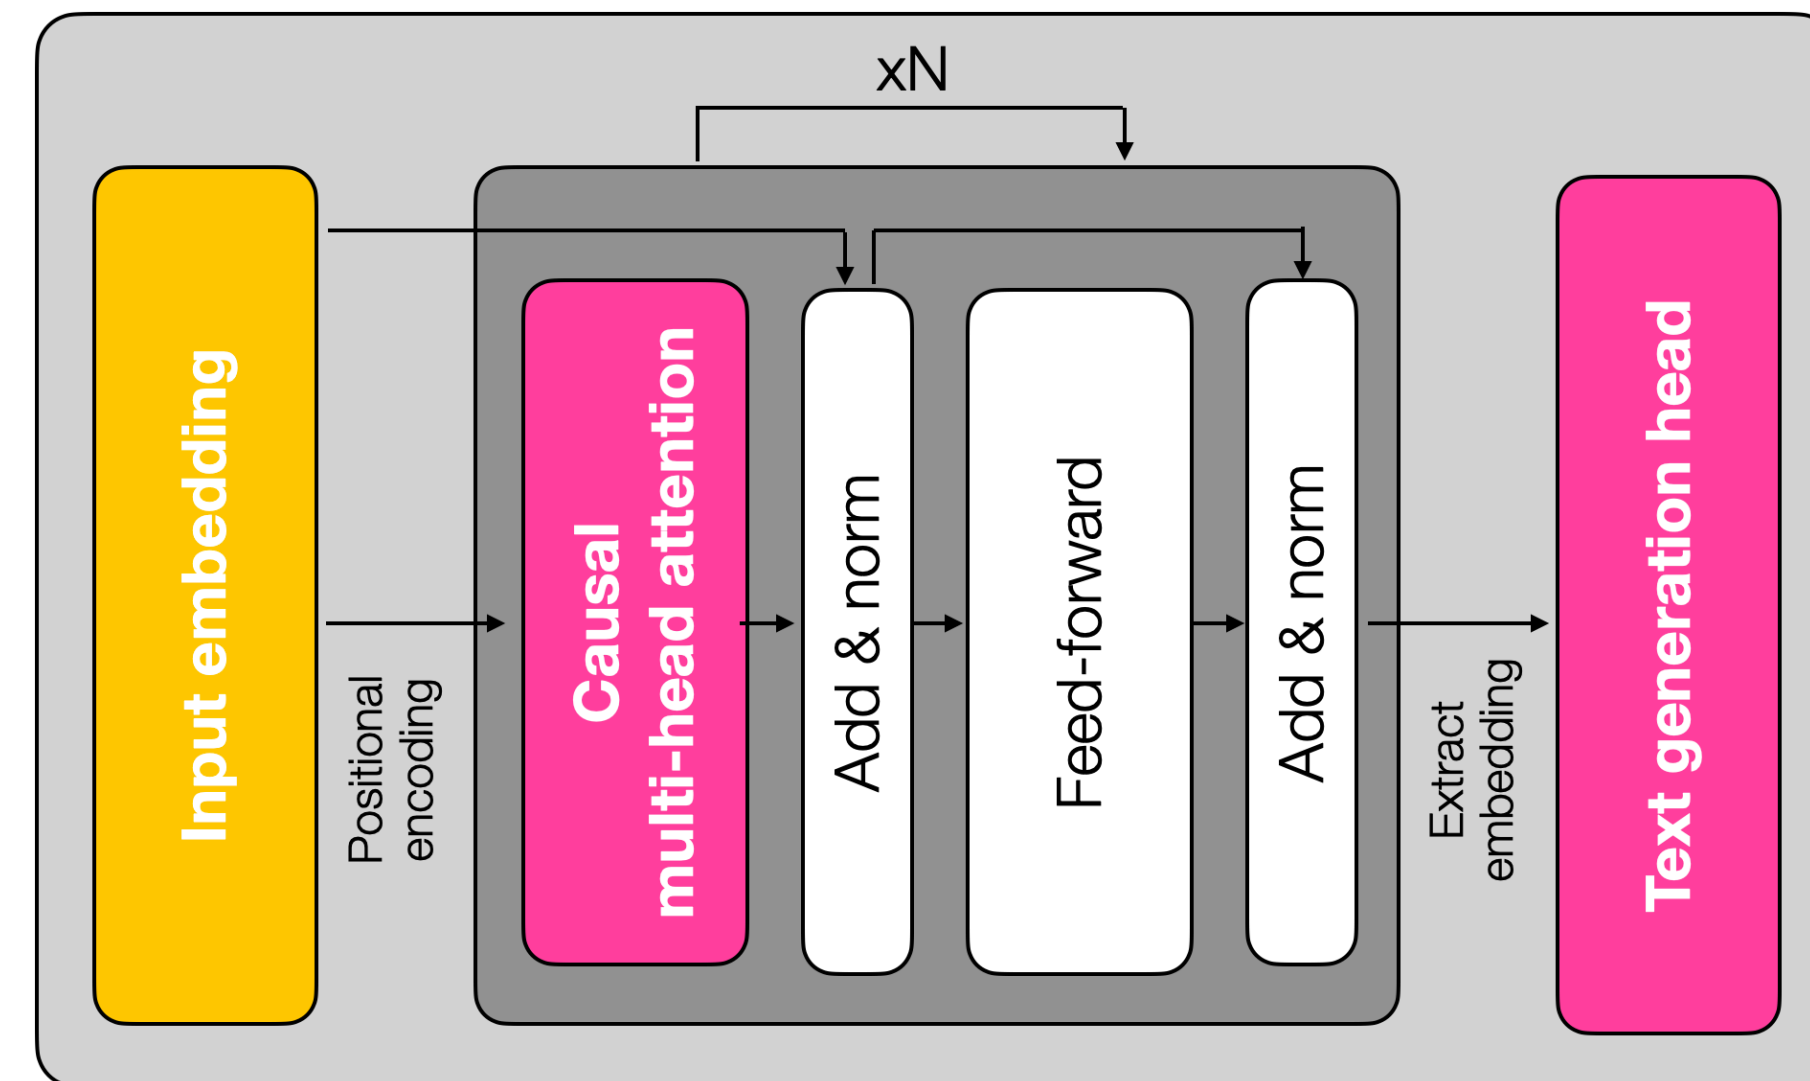 xN
Input embedding
Positional
encoding
Causal
multi-head attention
Add & norm
Feed-forward
Add & norm
Extract
embedding
Text generation head